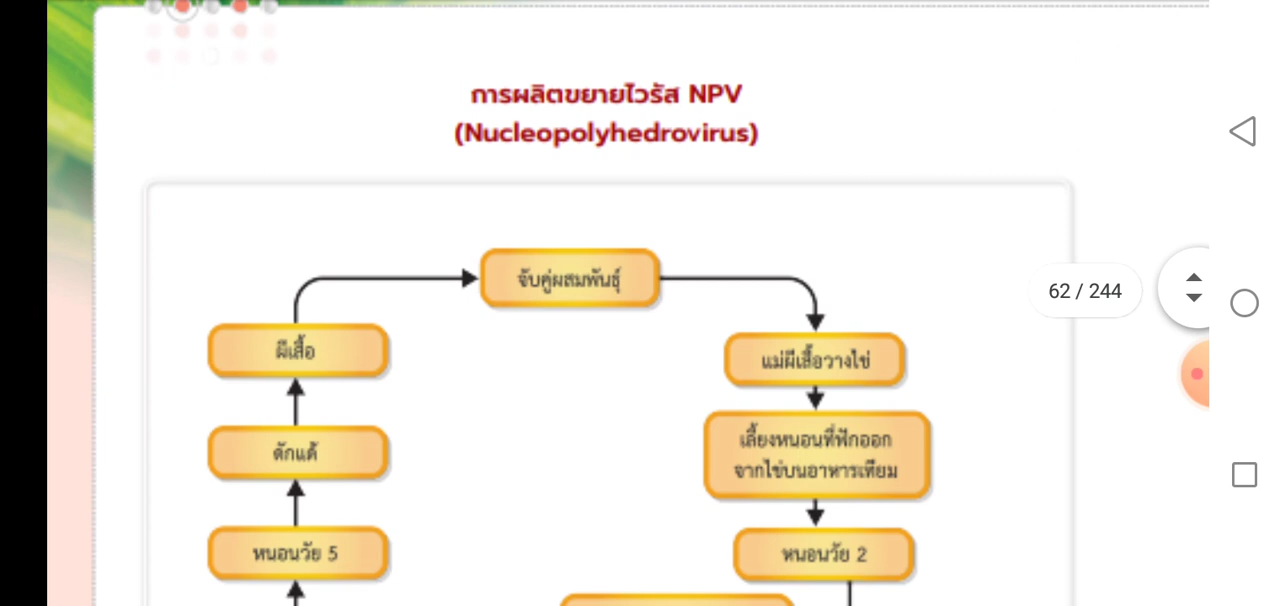 การผลิตขยายไวรัส NPV
(Nucleopolyhedrovirus)
จับคู่ผสมพันธุ์
62 / 244
ผีเสื้อ
แม่ผีเสื้อวางไข่
ดักแด้
เลี้ยงหนอนที่ฟักออก
จากไข่บนอาหารเทียม
หนอนวัย 5
หนอนวัย 2